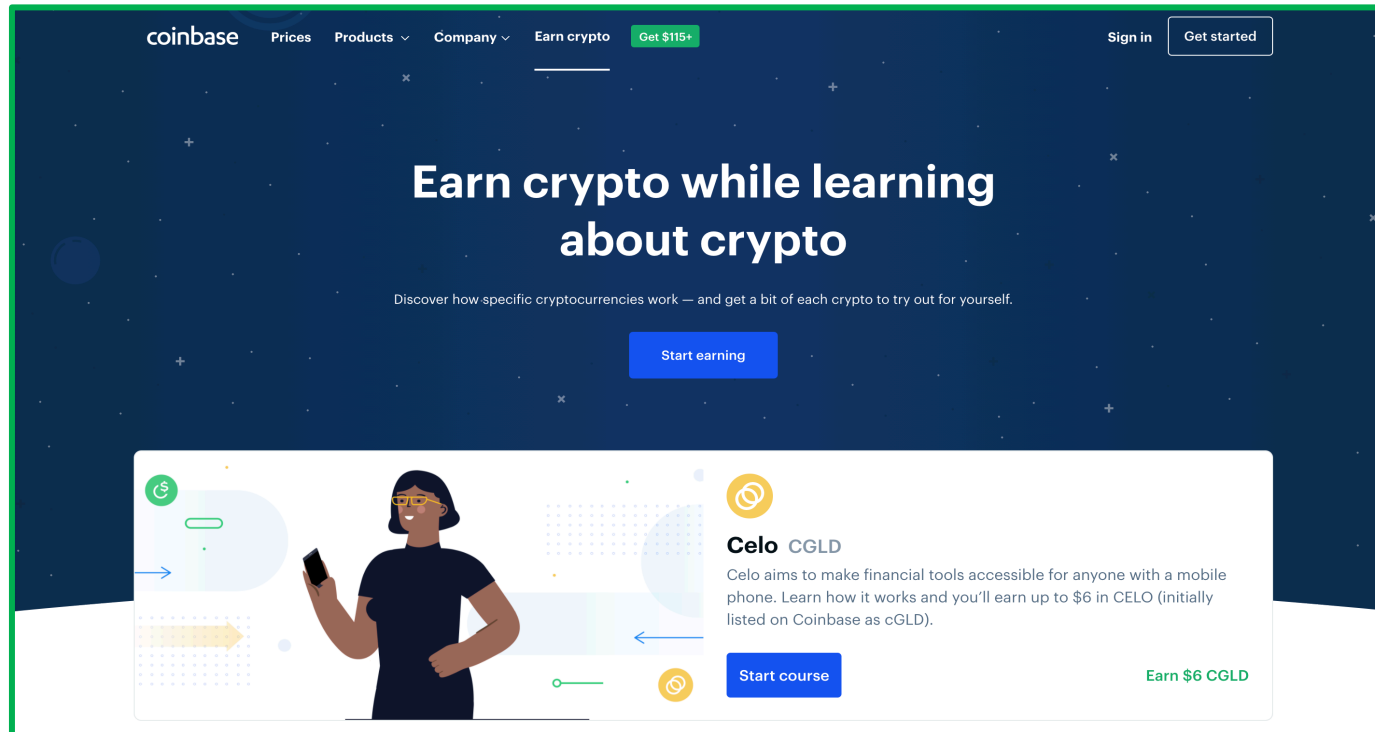 coinbase Prices Products Company Earn crypto Get $115+ Sign in Get started
Earn crypto while learning
about crypto
Discover how specific cryptocurrencies work — and get a bit of each crypto to try out for yourself.
Start earning
Celo CGLD
Celo aims to make financial tools accessible for anyone with a mobile
phone. Learn how it works and you’ll earn up to $6 in CELO (initially
listed on Coinbase as cGLD).
Start course Earn $6 CGLD